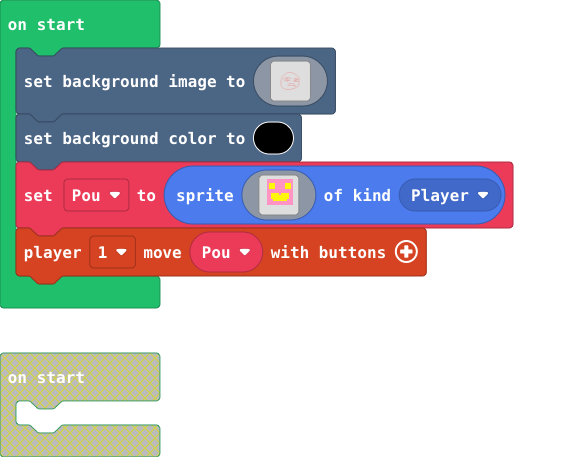 on start
set background image to
set background color to
set Pou to sprite of kind Player
player 1 move Pou with buttons
on start